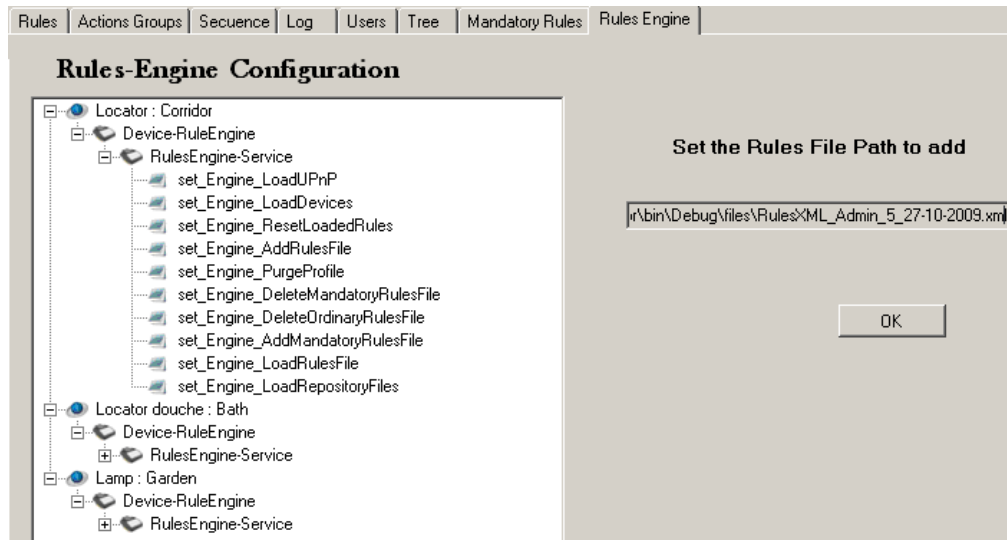 Rules Actions Groups Secuence Log Users Tree Mandatory Rules Rules Engine
Rules-Engine Configuration
Locator : Corridor
Device-RuleEngine
RulesEngine-Service
set_Engine_LoadUPnP
set_Engine_LoadDevices
set_Engine_ResetLoadedRules
set_Engine_AddRulesFile
set_Engine_PurgeProfile
set_Engine_DeleteMandatoryRulesFile
set_Engine_DeleteOrdinaryRulesFile
set_Engine_AddMandatoryRulesFile
set_Engine_LoadRulesFile
set_Engine_LoadRepositoryFiles
Locator douche : Bath
Device-RuleEngine
RulesEngine-Service
Lamp : Garden
Device-RuleEngine
RulesEngine-Service
Set the Rules File Path to add
r\bin\Debug\files\RulesXML_Admin_5_27-10-2009.xml
OK